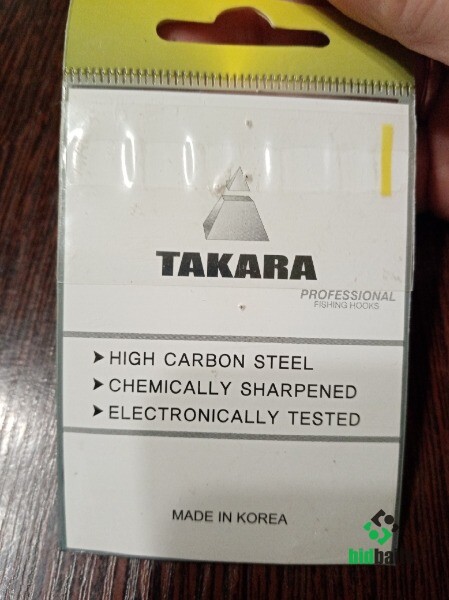 TAKARA
PROFESSIONAL
FISHING HOOKS
HIGH CARBON STEEL
CHEMICALLY SHARPENED
ELECTRONICALLY TESTED
MADE IN KOREA